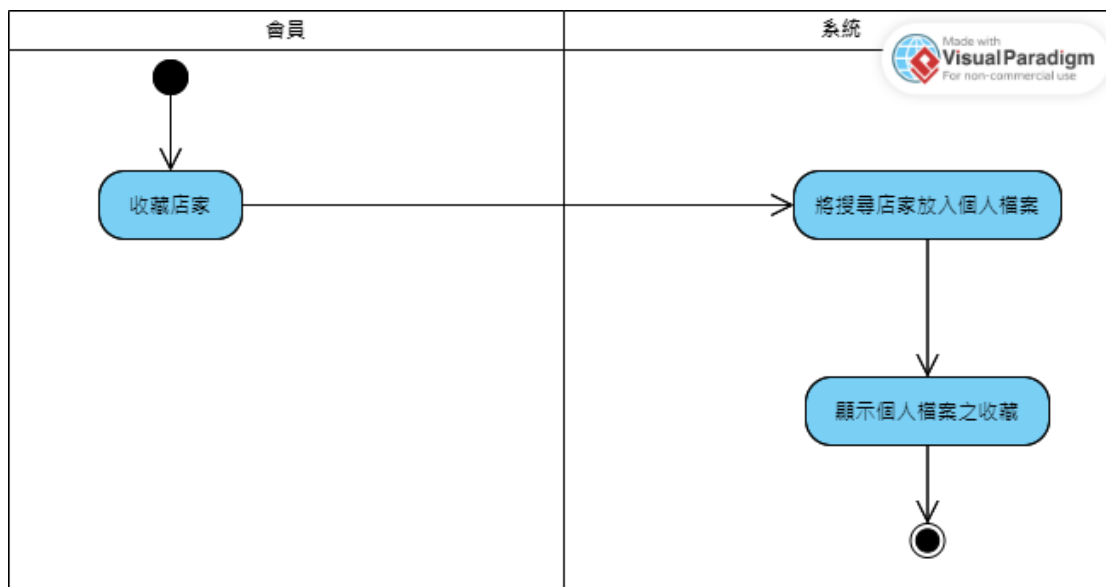 會員
系統
Made with
Visual Paradigm
For non-commercial use
收藏店家
將搜尋店家放入個人檔案
顯示個人檔案之收藏